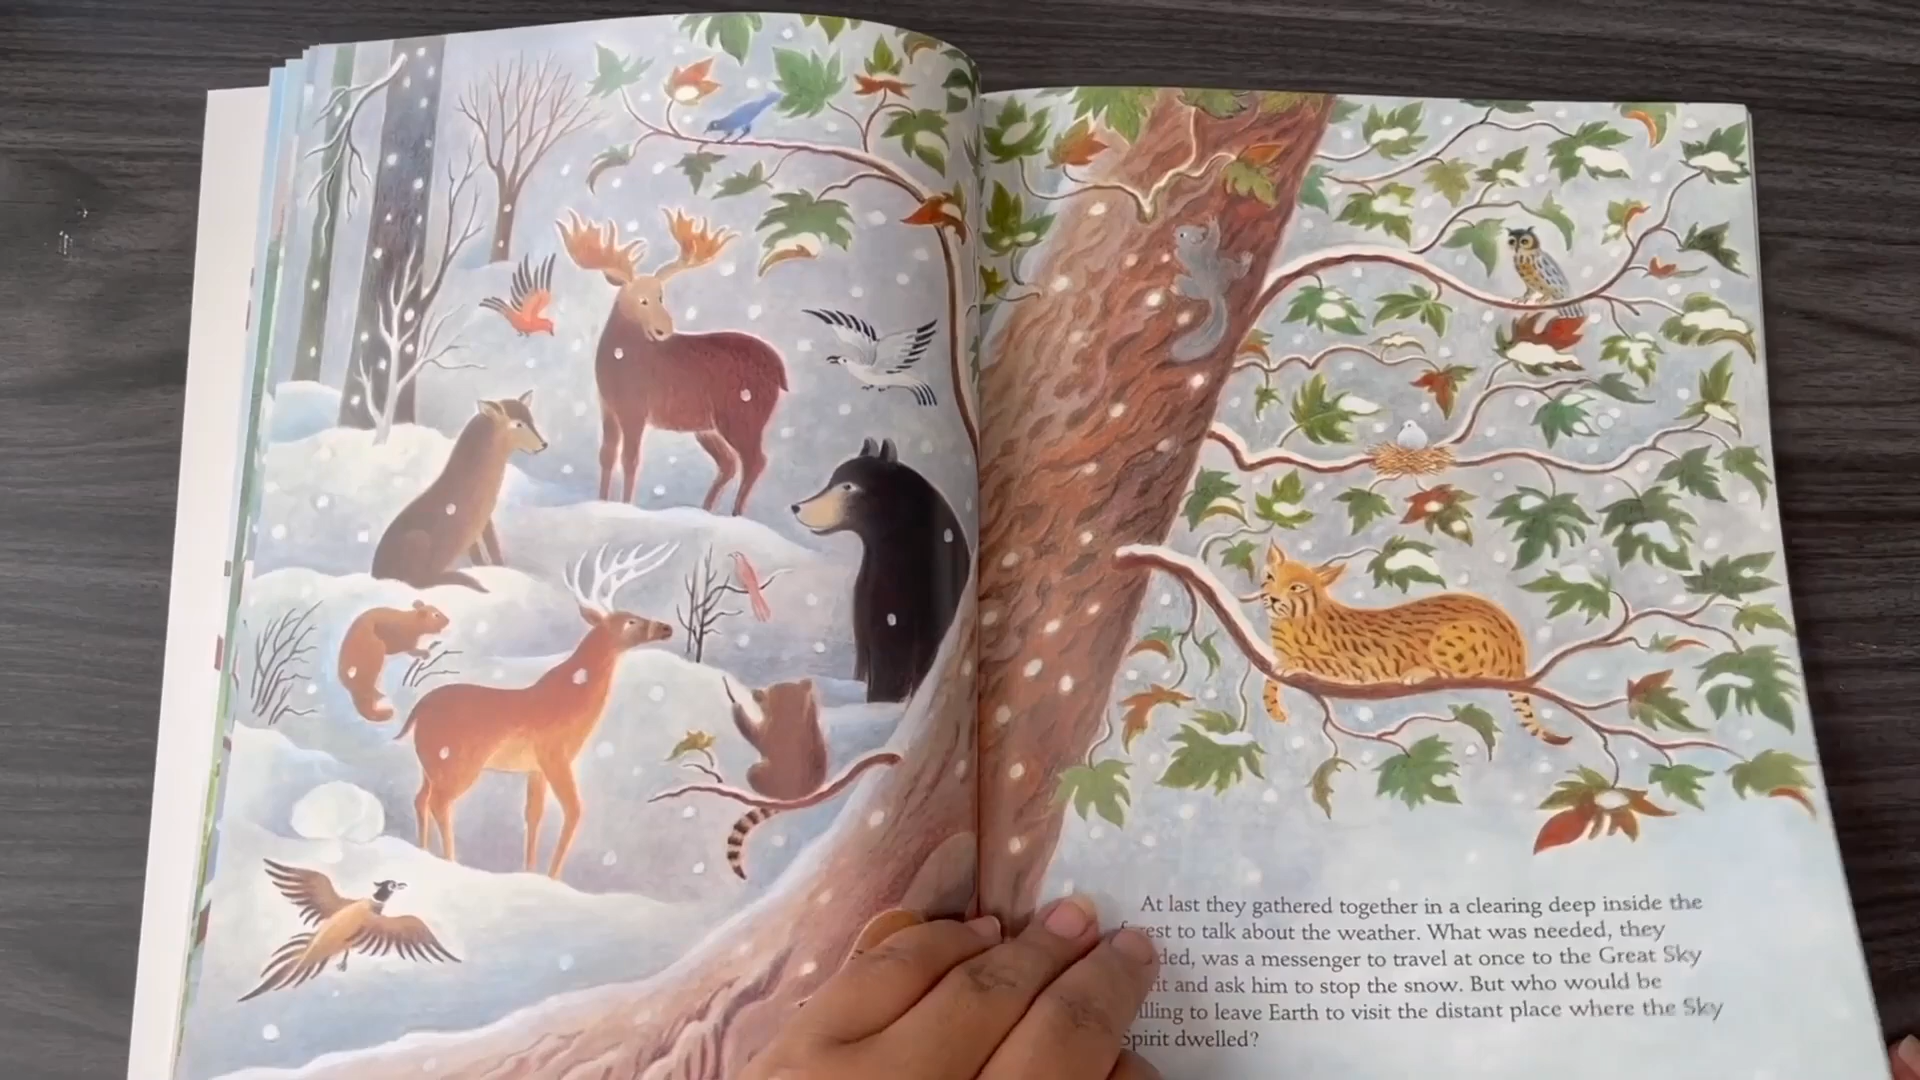 At last they gathered together in a clearing deep inside the
rest to talk about the weather. What was needed, they
ded, was a messenger to travel at once to the Great Sky
it and ask him to stop the snow. But who would be
lling to leave Earth to visit the distant place where the Sky
Spirit dwelled?